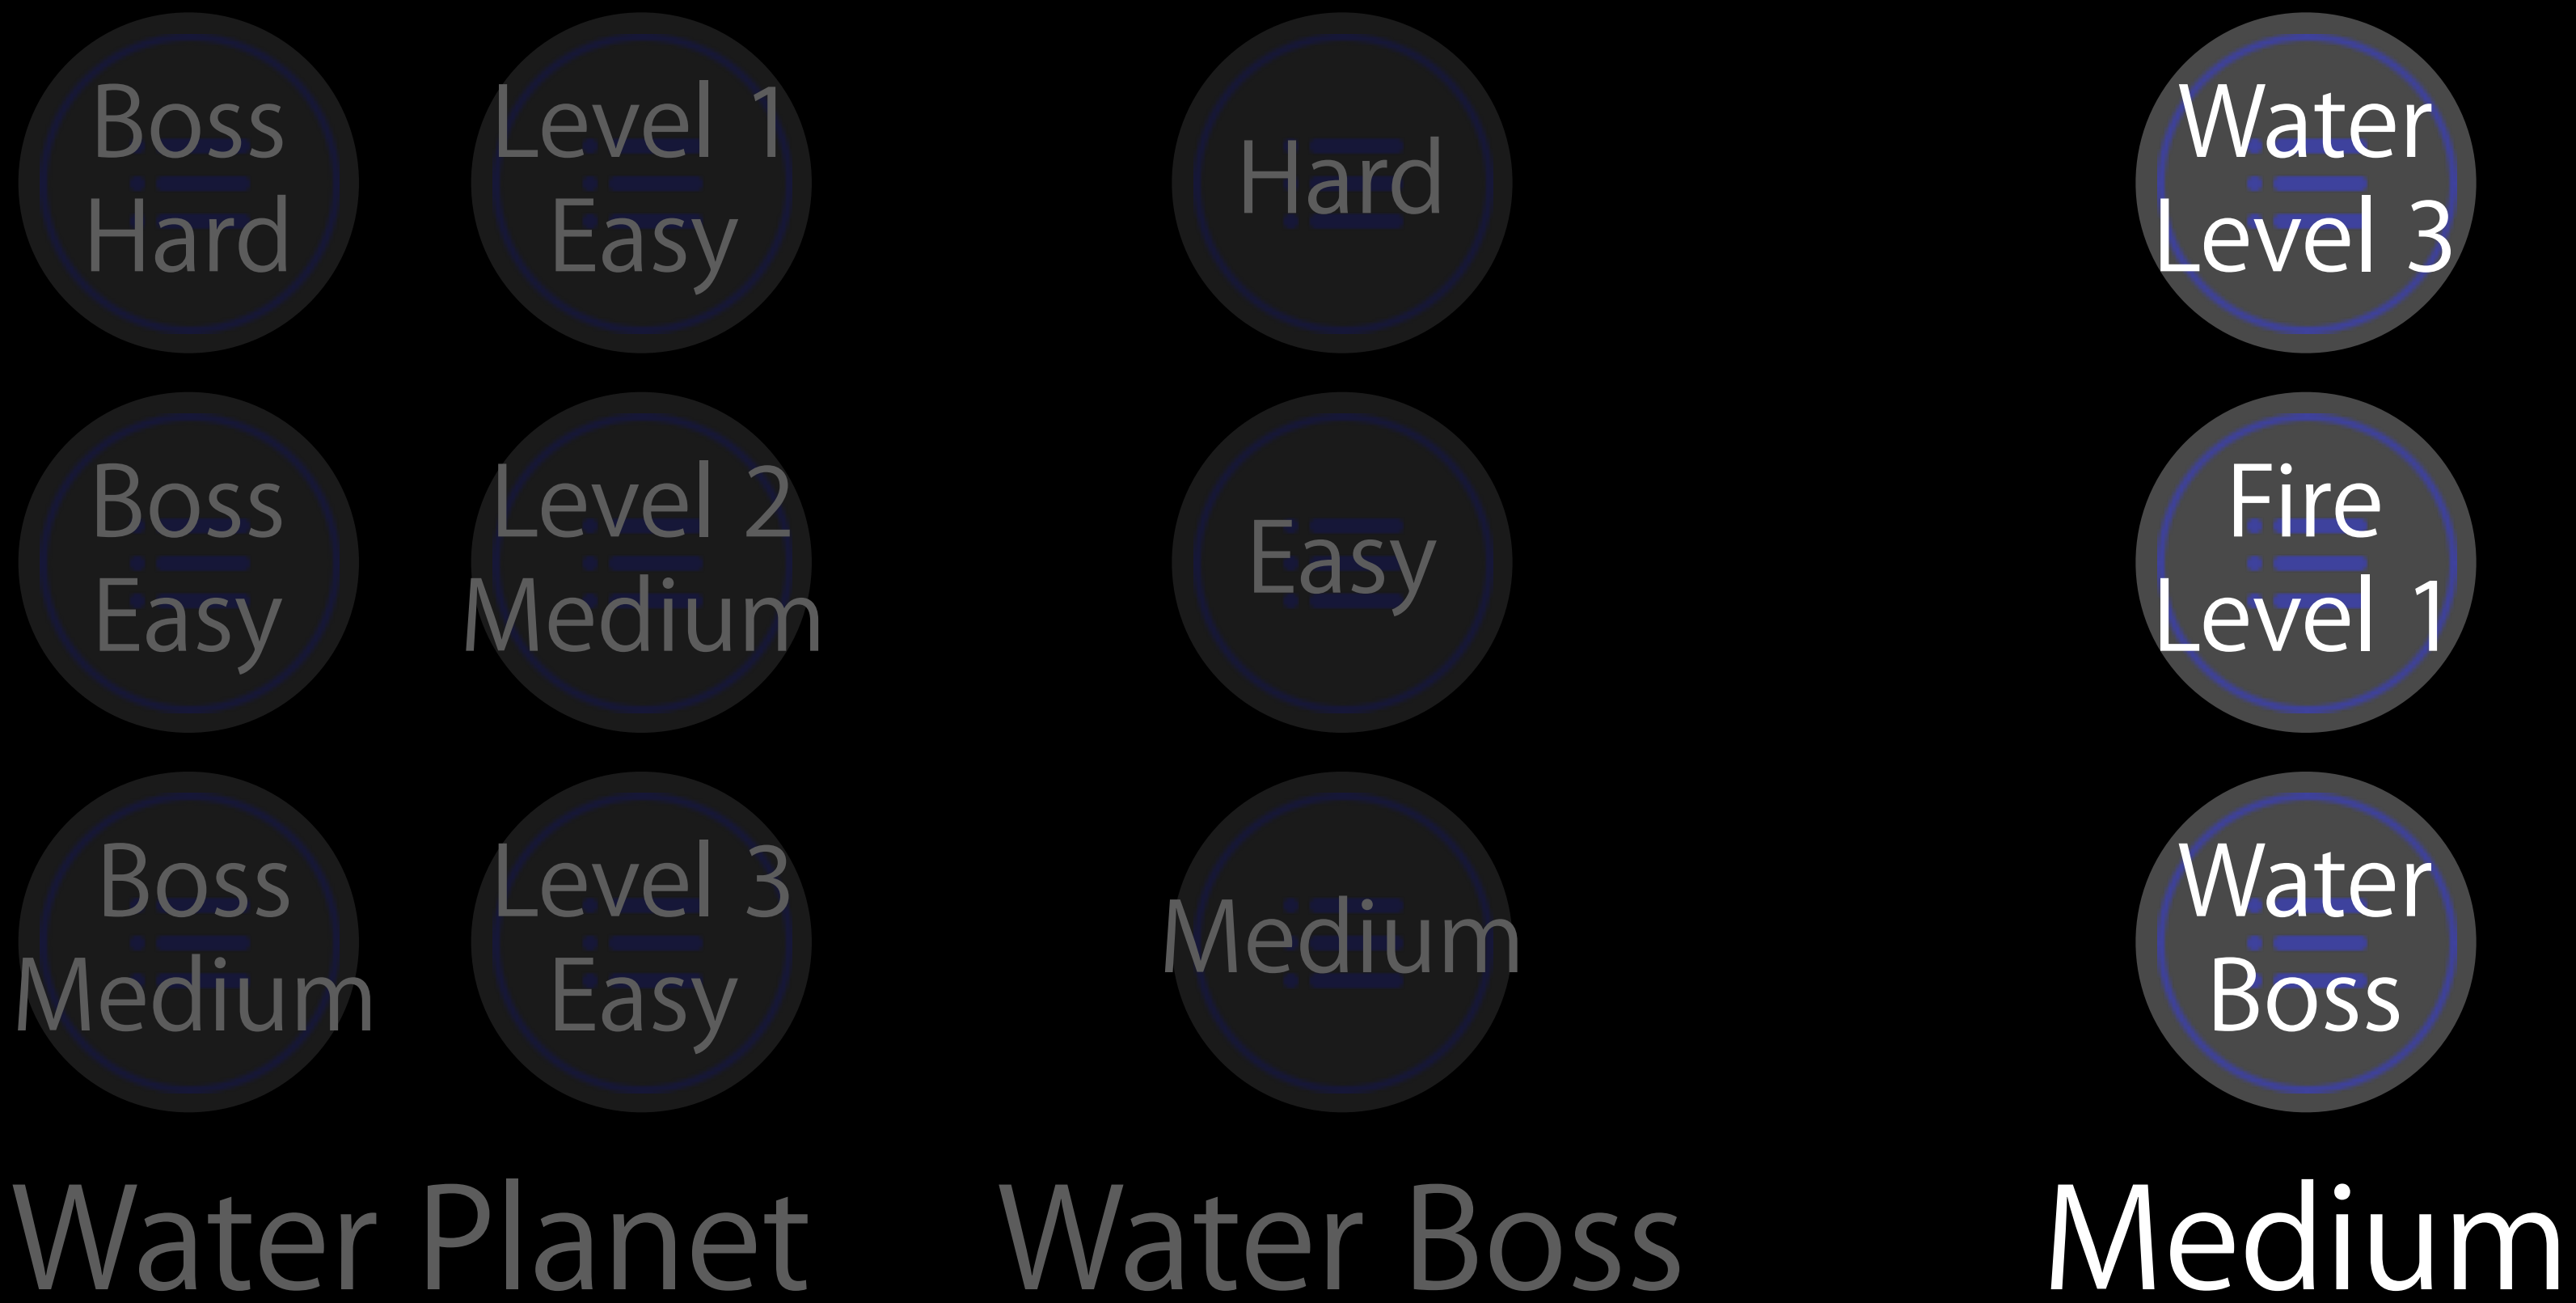 Boss
Hard
Level 1
Easy
Boss
Easy
Level 2
Medium
Boss
Medium
Level 3
Easy
Water Planet
Hard
Easy
Medium
Water Boss
Water
Level 3
Fire
Level 1
Water
Boss
Medium